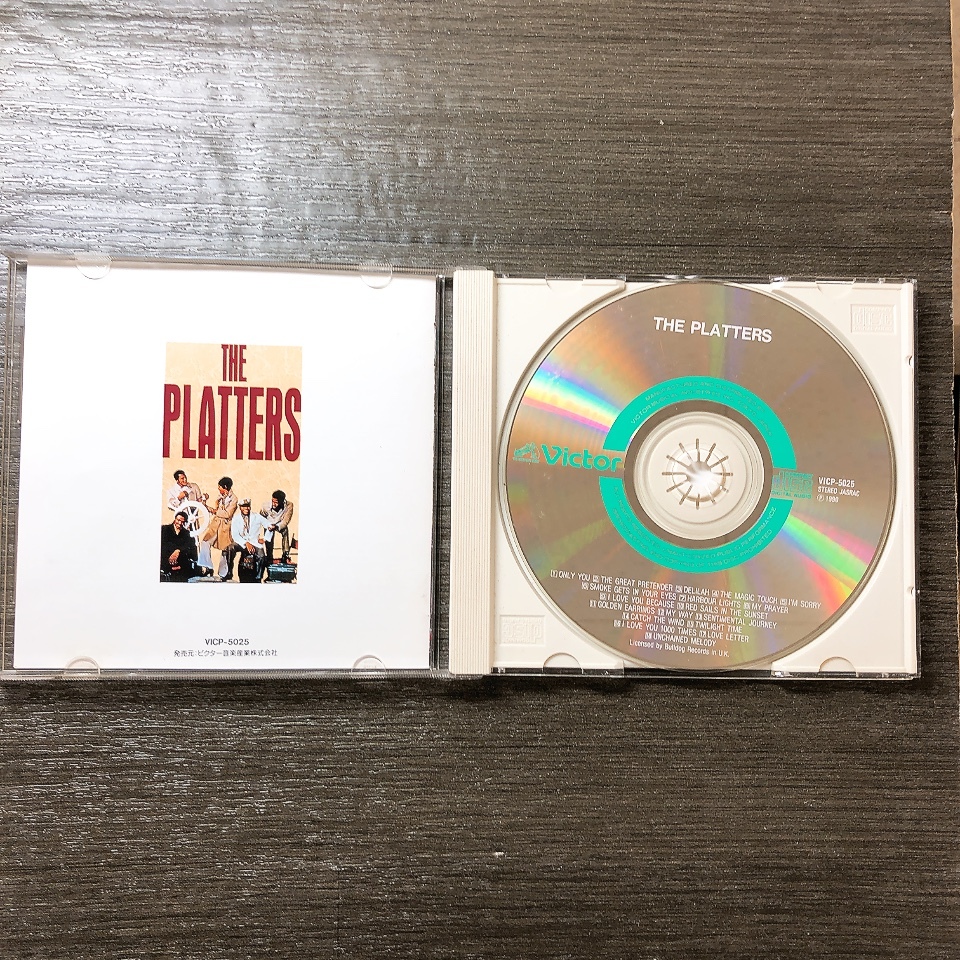 THE
PLATTERS
VICP-5025
発売元:ビクター音楽産業株式会社
THE PLATTERS
Victor
VICP-5025
STEREO JASRAC
Ⓟ 1990
1 ONLY YOU 2 THE GREAT PRETENDER 3 DELILAH 4 THE MAGIC TOUCH 5 I'M SORRY
6 SMOKE GETS IN YOUR EYES 7 HARBOUR LIGHTS 8 MY PRAYER
9 I LOVE YOU BECAUSE 10 RED SAILS IN THE SUNSET
11 GOLDEN EARRINGS 12 MY WAY 13 SENTIMENTAL JOURNEY
14 CATCH THE WIND 15 TWILIGHT TIME
16 I LOVE YOU 1000 TIMES 17 LOVE LETTER
18 UNCHAINED MELODY
Licensed by Bulldog Records in U.K.